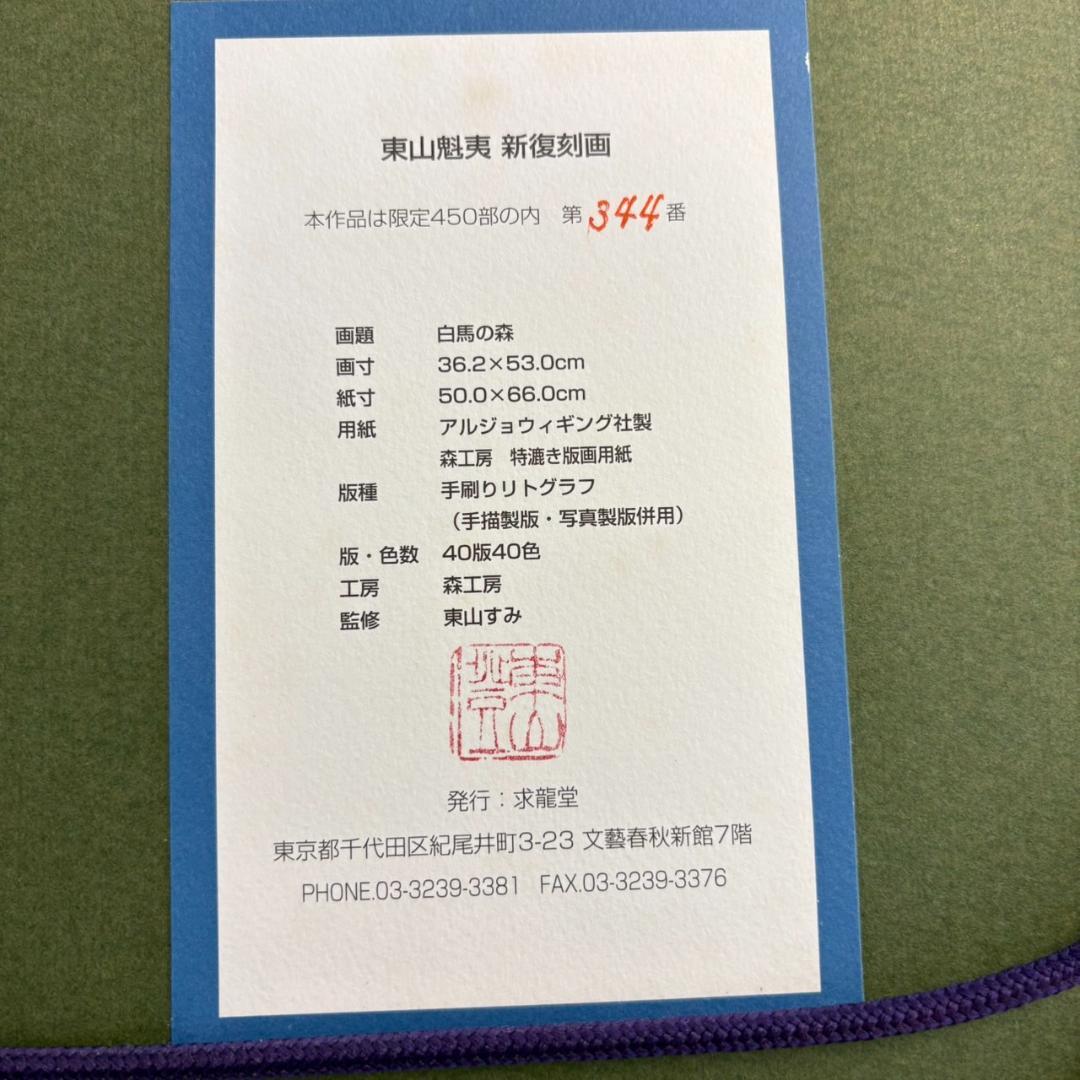 東山魁夷 新復刻画
本作品は限定450部の内　第344番
画題　白馬の森
画寸　36.2×53.0cm
紙寸　50.0×66.0cm
用紙　アルジョウィギング社製
森工房　特漉き版画用紙
版種　手刷りリトグラフ
（手描製版・写真製版併用）
版・色数　40版40色
工房　森工房
監修　東山すみ
発行：求龍堂
東京都千代田区紀尾井町3-23 文藝春秋新館7階
PHONE.03-3239-3381　FAX.03-3239-3376